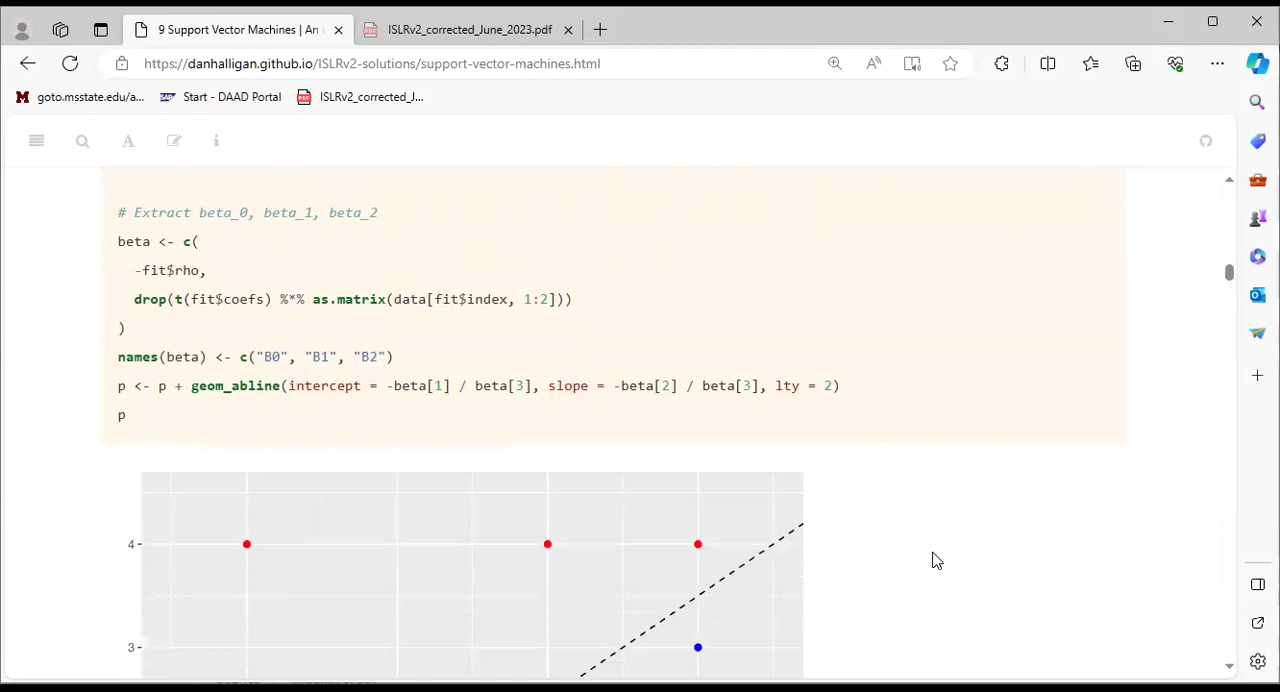 9 Support Vector Machines | An I
ISLRv2_corrected_June_2023.pdf
https://danhalligan.github.io/ISLRv2-solutions/support-vector-machines.html
goto.msstate.edu/a...
Start - DAAD Portal
ISLRv2_corrected_J...
# Extract beta_0, beta_1, beta_2
beta <- c(
-fit$rho,
drop(t(fit$coefs) %*% as.matrix(data[fit$index, 1:2]))
)
names(beta) <- c("B0", "B1", "B2")
p <- p + geom_abline(intercept = -beta[1] / beta[3], slope = -beta[2] / beta[3], lty = 2)
p
4
3